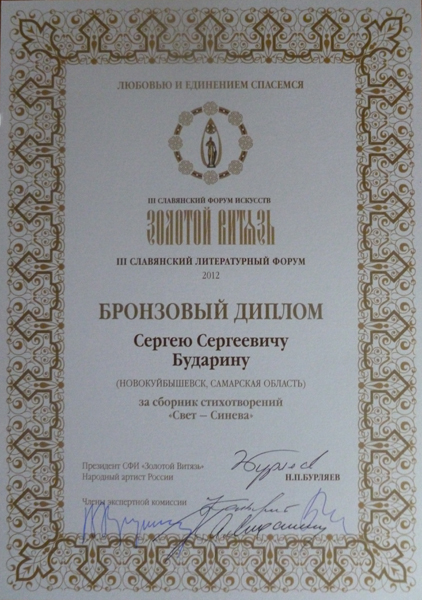 ЛЮБОВЬЮ И ЕДИНЕНИЕМ СПАСЕМСЯ
III СЛАВЯНСКИЙ ФОРУМ ИСКУССТВ
ЗОЛОТОЙ ВИТЯЗЬ
III СЛАВЯНСКИЙ ЛИТЕРАТУРНЫЙ ФОРУМ
2012
БРОНЗОВЫЙ ДИПЛОМ
Сергею Сергеевичу
Бударину
(НОВОКУЙБЫШЕВСК, САМАРСКАЯ ОБЛАСТЬ)
за сборник стихотворений
«Свет — Синева»
Президент СФИ «Золотой Витязь»
Народный артист России
Н.П.БУРЛЯЕВ
Члены экспертной комиссии